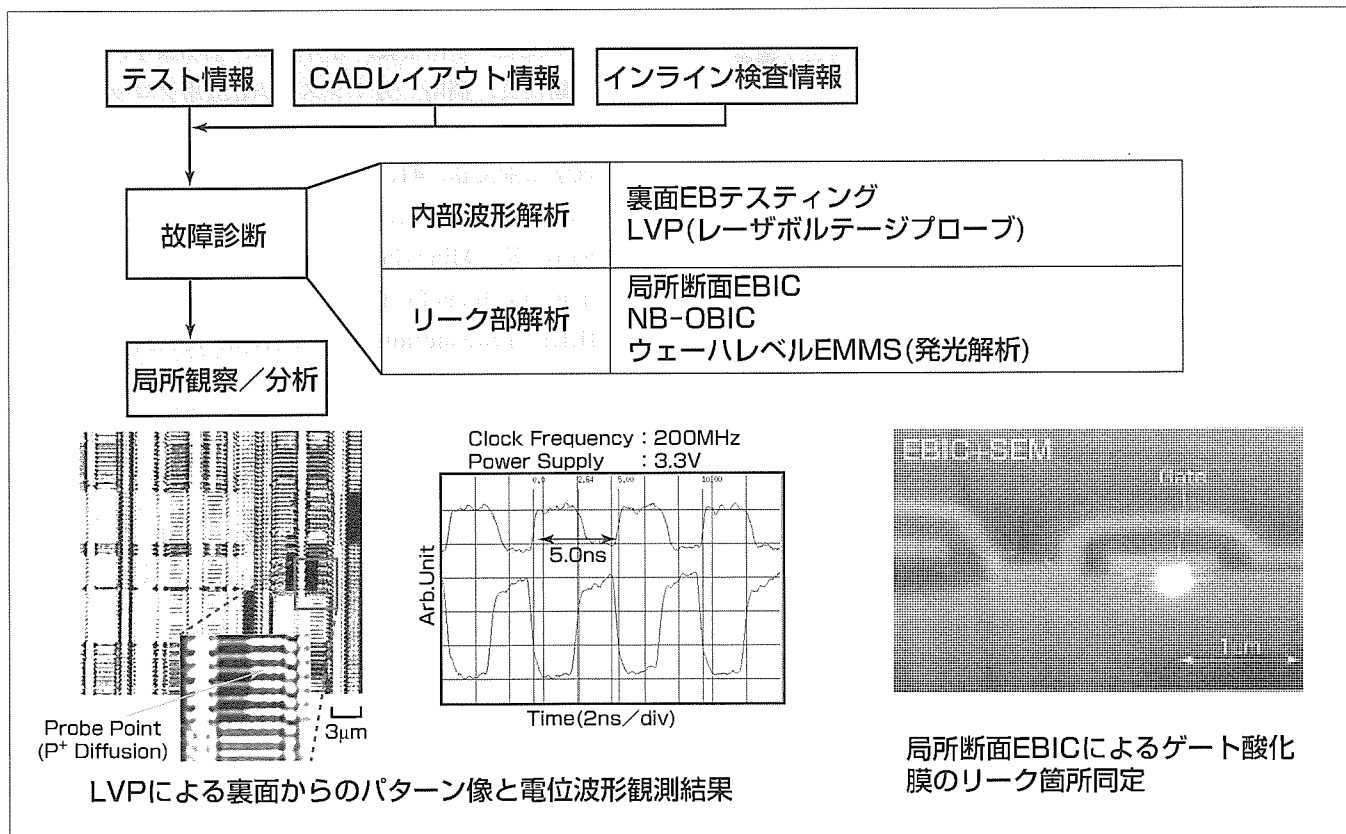 テスト情報
CADレイアウト情報
インライン検査情報
故障診断
内部波形解析
裏面EBテスティング
LVP(レーザボルテージプローブ)
リーク部解析
局所断面EBIC
NB-OBIC
ウェーハレベルEMMS(発光解析)
局所観察／分析
Clock Frequency：200MHz
Power Supply　：3.3V
0.0 2.64 5.00 10.00
5.0ns
Arb.Unit
Time(2ns／div)
Probe Point
(P⁺ Diffusion)
3μm
LVPによる裏面からのパターン像と電位波形観測結果
EBIC+SEM
Gate
局所断面EBICによるゲート酸化
膜のリーク箇所同定